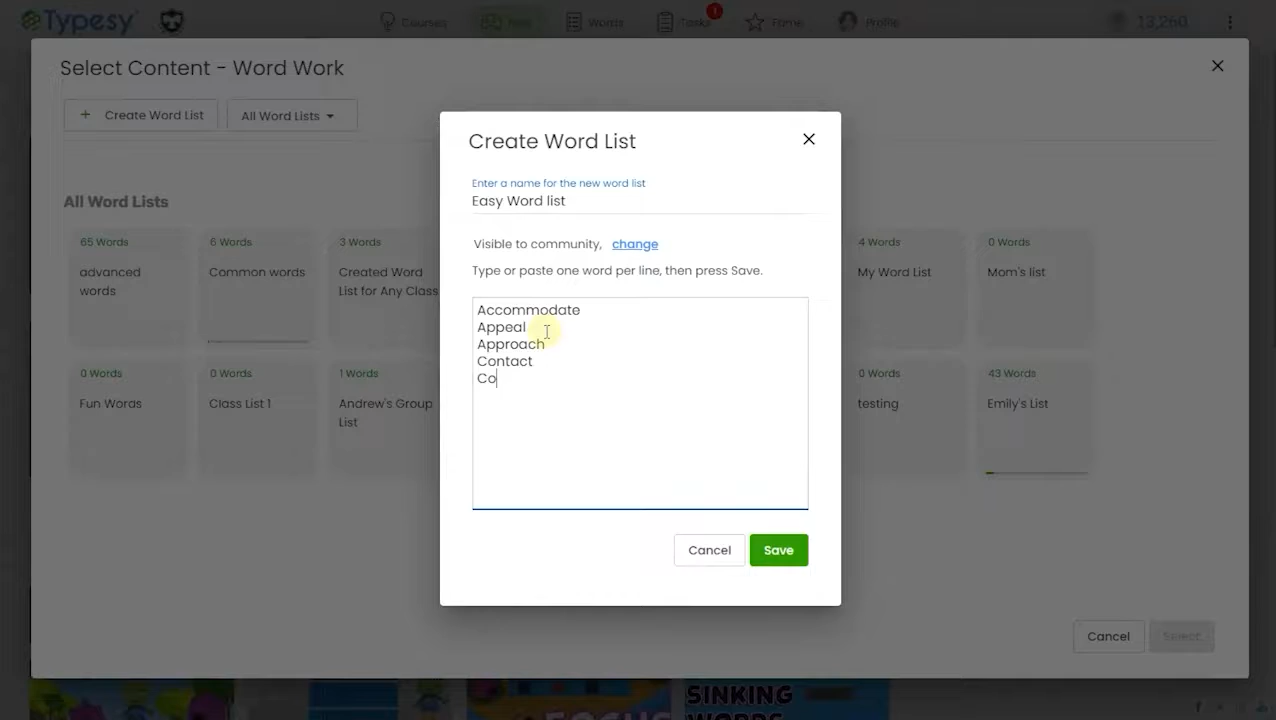 Typesy
Courses
Words
Tasks
1
Fame
Profile
13,260
Select Content - Word Work
+ Create Word List
All Word Lists
All Word Lists
65 Words
advanced
words
6 Words
Common words
3 Words
Created Word
List for Any Class
4 Words
My Word List
0 Words
Mom's list
0 Words
Fun Words
0 Words
Class List 1
1 Words
Andrew's Group
List
0 Words
testing
43 Words
Emily's List
Create Word List
Enter a name for the new word list
Easy Word list
Visible to community, change
Type or paste one word per line, then press Save.
Accommodate
Appeal
Approach
Contact
Co
Cancel
Save
Cancel
Select
FOCUS
SINKING
WORDS